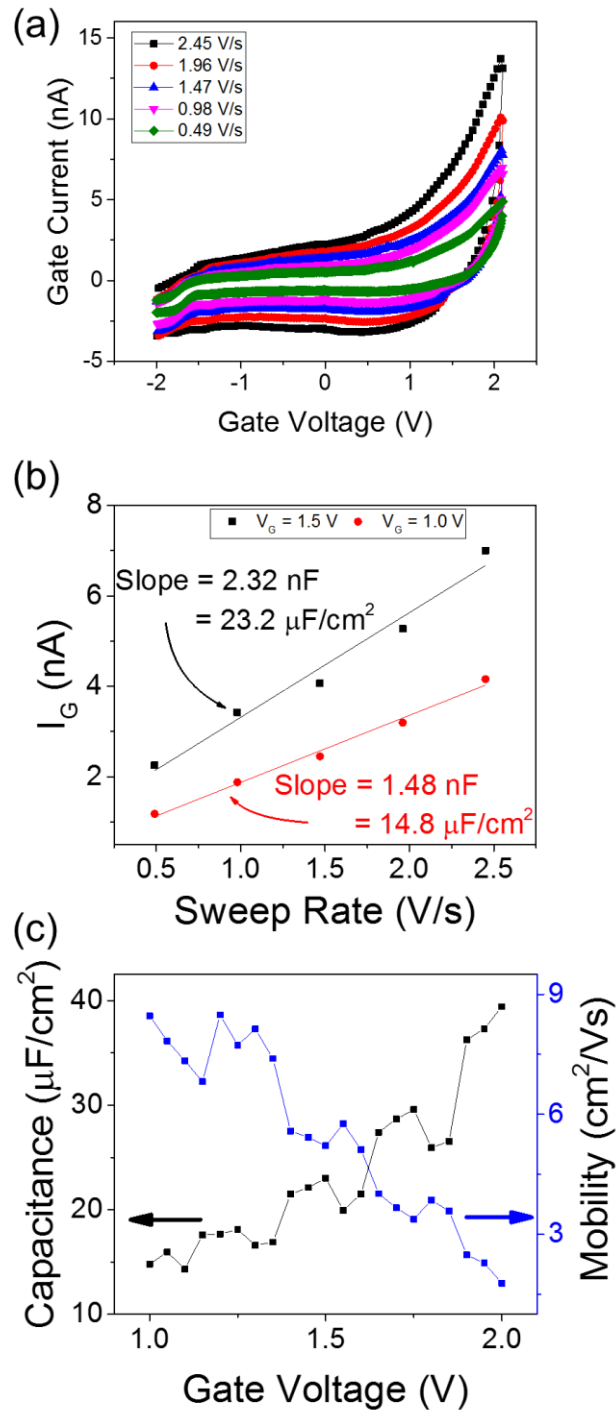 (a)
15
10
5
0
-5
Gate Current (nA)
2.45 V/s
1.96 V/s
1.47 V/s
0.98 V/s
0.49 V/s
-2 -1 0 1 2
Gate Voltage (V)
(b)
8
6
4
2
I_G (nA)
V_G = 1.5 V V_G = 1.0 V
Slope = 2.32 nF
= 23.2 μF/cm²
Slope = 1.48 nF
= 14.8 μF/cm²
0.5 1.0 1.5 2.0 2.5
Sweep Rate (V/s)
(c)
40
30
20
10
Capacitance (μF/cm²)
9
6
3
Mobility (cm²/Vs)
1.0 1.5 2.0
Gate Voltage (V)